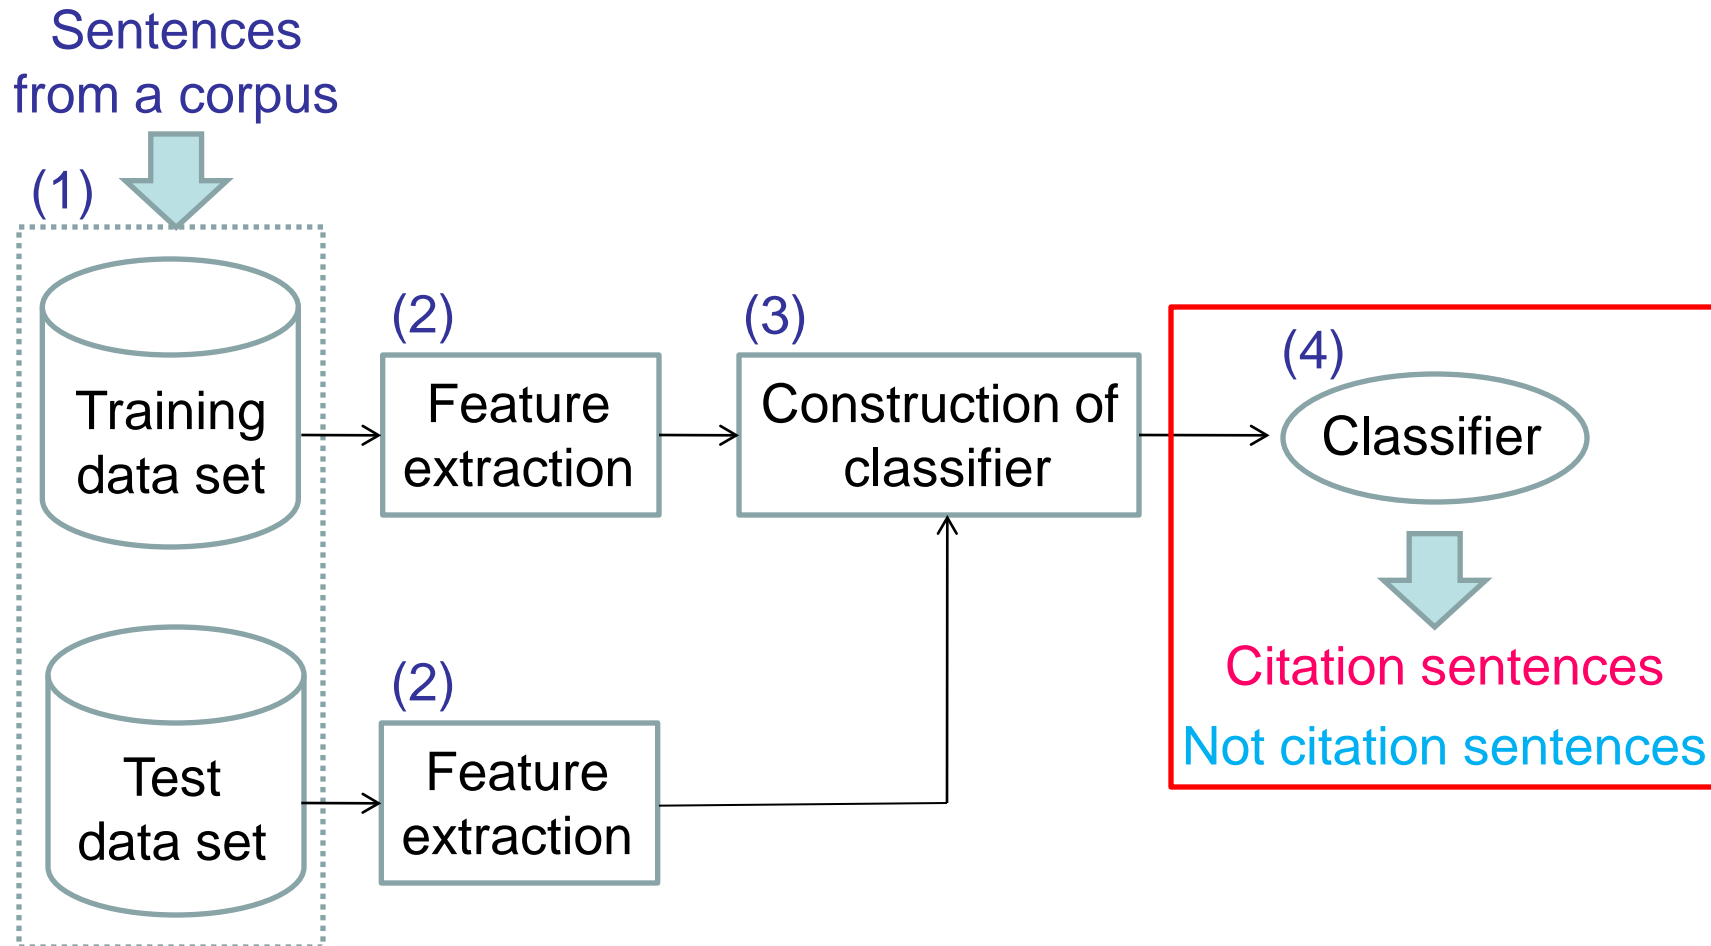 Sentences
from a corpus
(1)
Training
data set
(2)
Feature
extraction
(3)
Construction of
classifier
(4)
Classifier
Citation sentences
Not citation sentences
Test
data set
(2)
Feature
extraction